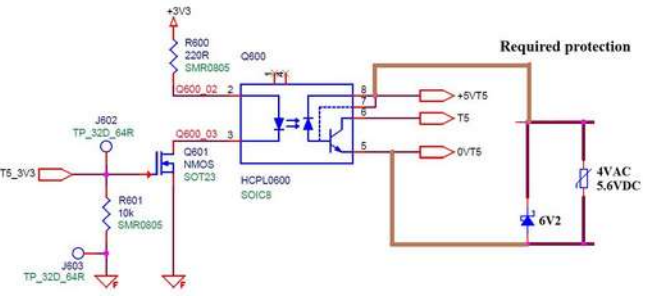 +3V3
R600
220R
SMR0805
Q600
Required protection
Q600_02
2
8
+5VT5
7
6
T5
J602
TP_32D_64R
Q600_03
3
5
0VT5
Q601
NMOS
SOT23
T5_3V3
HCPL0600
SOIC8
4VAC
5.6VDC
6V2
R601
10k
SMR0805
J603
TP_32D_64R
F
F